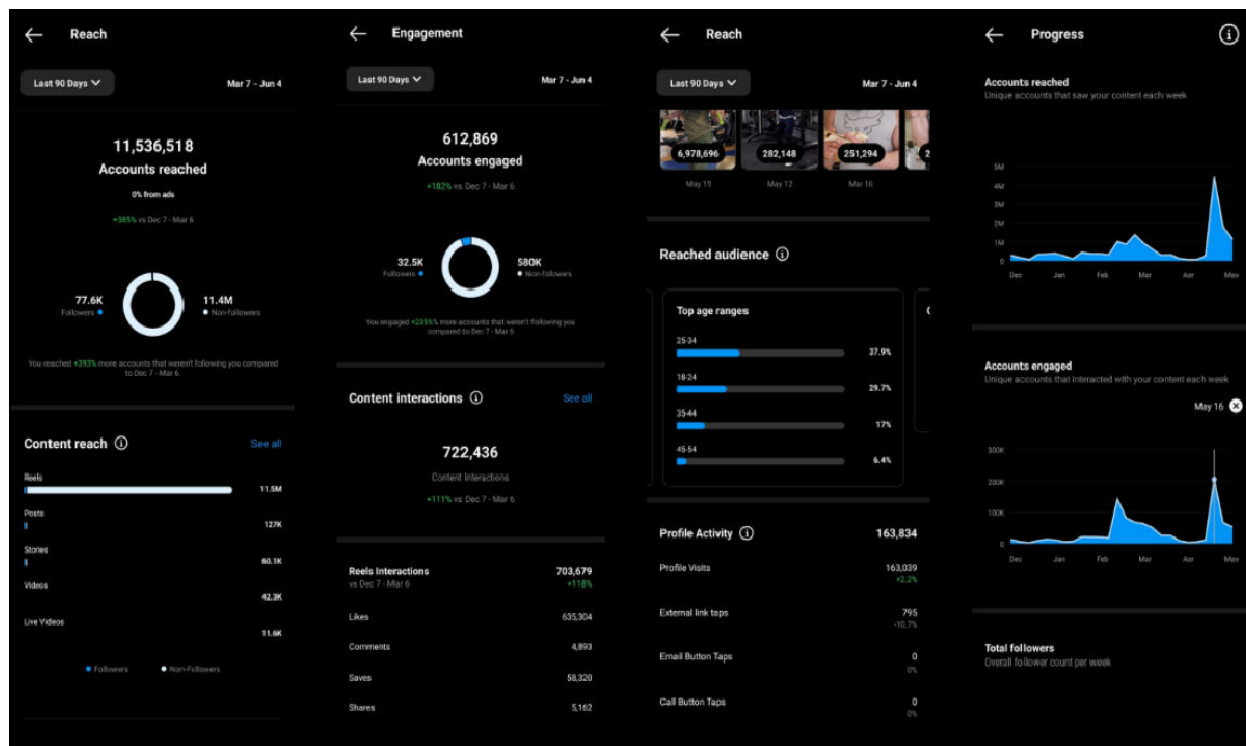 Reach
Last 90 Days
Mar 7 - Jun 4
11,536,518
Accounts reached
0% from ads
+385% vs Dec 7 - Mar 6
77.6K
Followers
11.4M
Non-followers
You reached +393% more accounts that weren't following you compared
to Dec 7 - Mar 6
Content reach
See all
Reels
11.5M
Posts
127K
Stories
60.1K
Videos
42.2K
Live Videos
11.6K
Followers
Non-Followers
Engagement
Last 90 Days
Mar 7 - Jun 4
612,869
Accounts engaged
+182% vs Dec 7 - Mar 6
32.5K
Followers
580K
Non-followers
You engaged +235% more accounts that weren't following you
compared to Dec 7 - Mar 6
Content interactions
See all
722,436
Content Interactions
+111% vs Dec 7 - Mar 6
Reels Interactions
703,679
vs Dec 7 - Mar 6
+118%
Likes
635,304
Comments
4,893
Saves
58,320
Shares
5,162
Reach
Last 90 Days
Mar 7 - Jun 4
6,978,696
282,148
251,294
2
May 15
May 12
Mar 16
Reached audience
Top age ranges
25-34
37.9%
18-24
29.7%
35-44
17%
45-54
6.4%
Profile Activity
163,834
Profile Visits
163,039
+2.2%
External link taps
795
-10.7%
Email Button Taps
0
0%
Call Button Taps
0
0%
Progress
Accounts reached
Unique accounts that saw your content each week
5M
4M
3M
2M
1M
0
Dec Jan Feb Mar Apr May
Accounts engaged
Unique accounts that interacted with your content each week
May 16
300K
200K
100K
0
Dec Jan Feb Mar Apr May
Total followers
Overall follower count per week